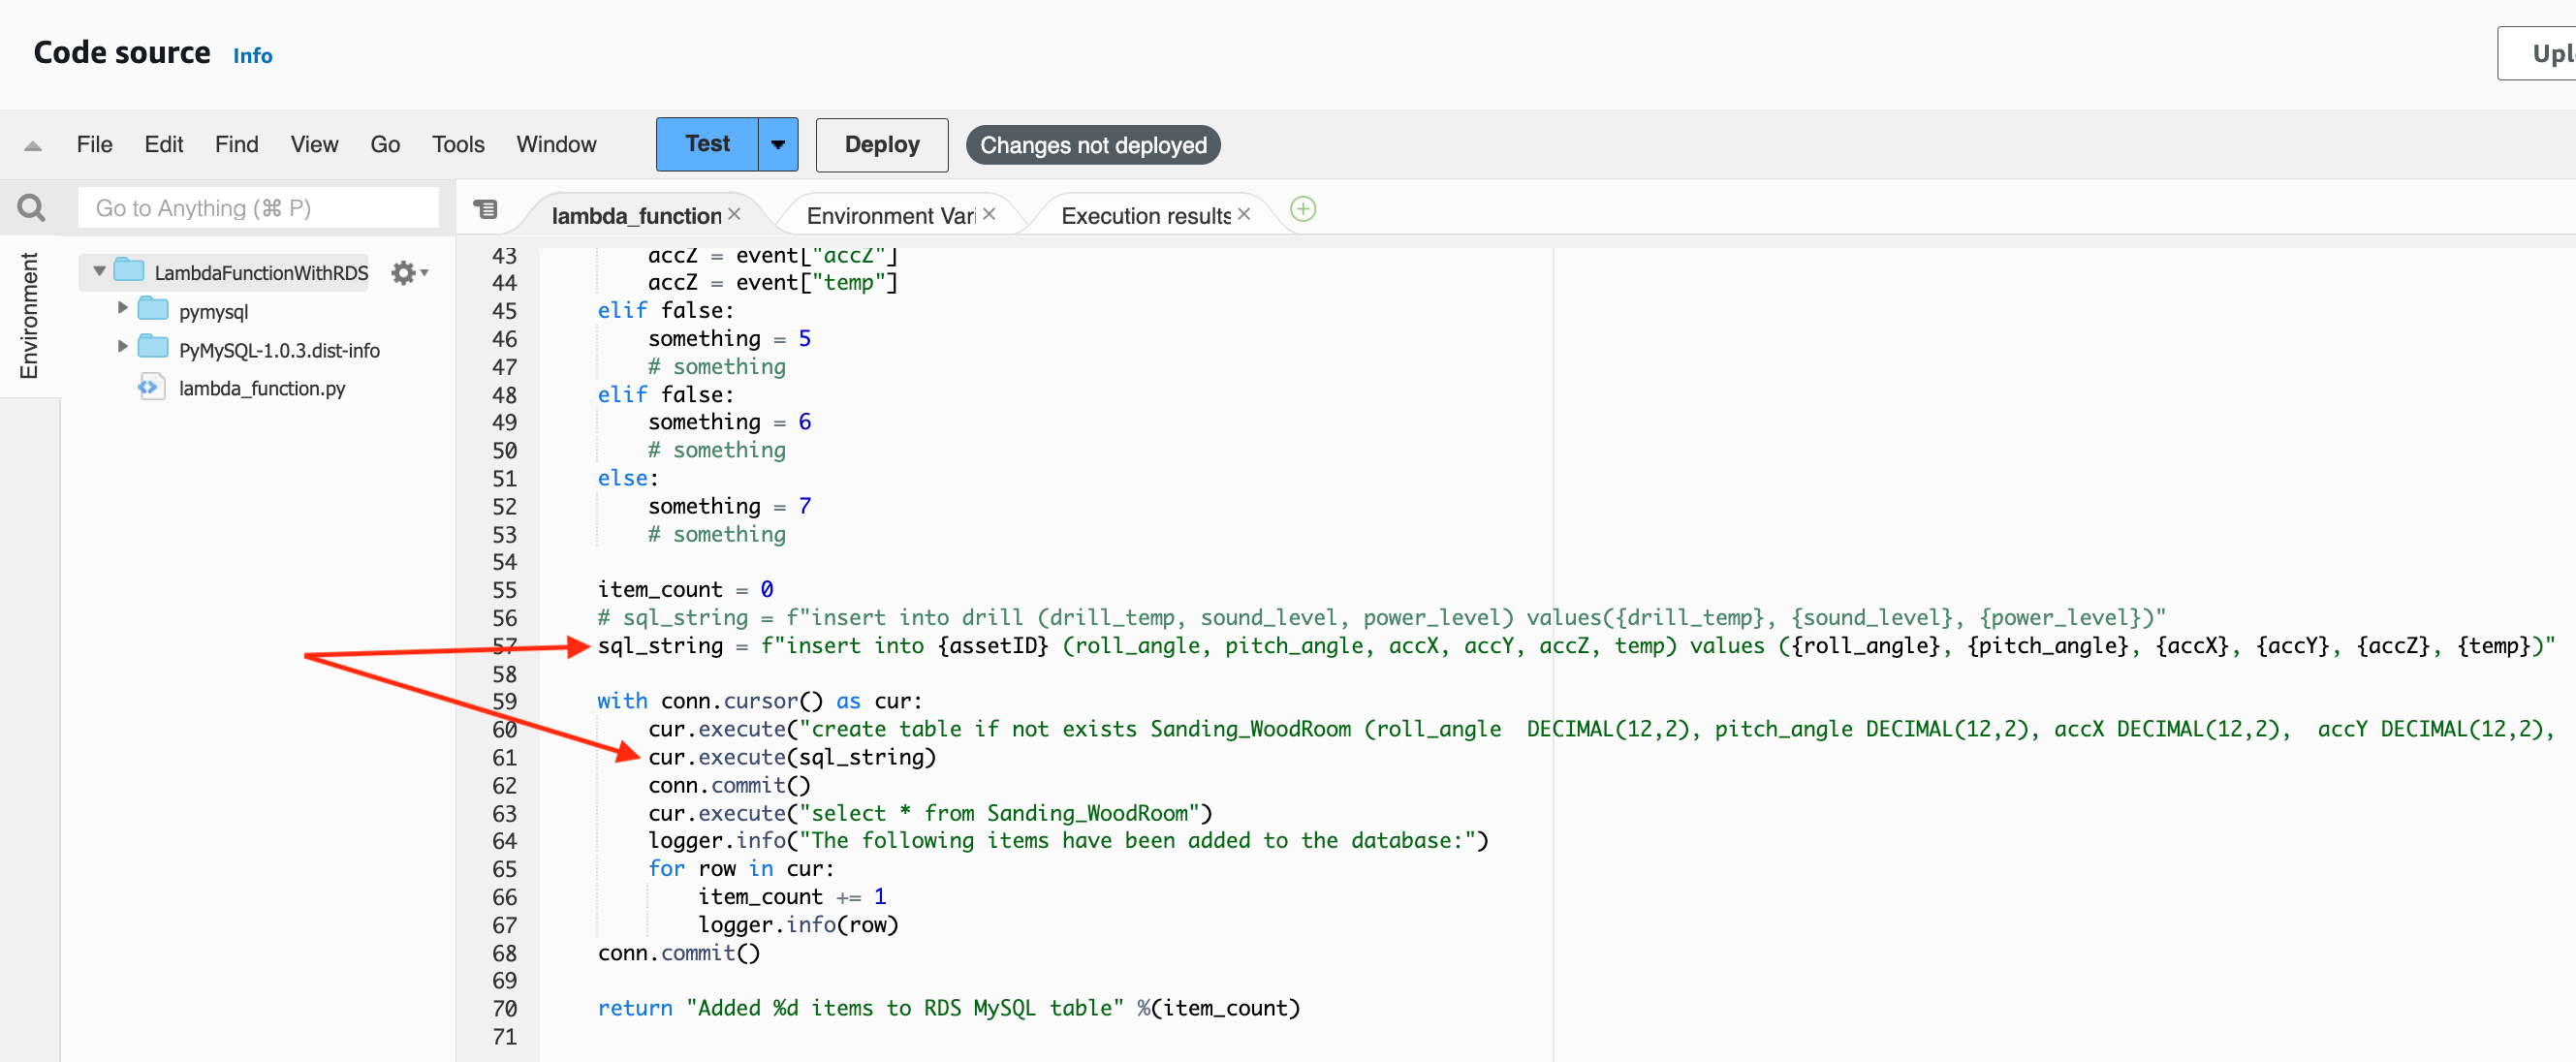 Code source Info
Upl
File Edit Find View Go Tools Window Test Deploy Changes not deployed
Go to Anything (⌘ P)
lambda_function × Environment Vari × Execution results ×
Environment
LambdaFunctionWithRDS
pymysql
PyMySQL-1.0.3.dist-info
lambda_function.py
43 accZ = event["accZ"]
44 accZ = event["temp"]
45 elif false:
46 something = 5
47 # something
48 elif false:
49 something = 6
50 # something
51 else:
52 something = 7
53 # something
54
55 item_count = 0
56 # sql_string = f"insert into drill (drill_temp, sound_level, power_level) values({drill_temp}, {sound_level}, {power_level})"
57 sql_string = f"insert into {assetID} (roll_angle, pitch_angle, accX, accY, accZ, temp) values ({roll_angle}, {pitch_angle}, {accX}, {accY}, {accZ}, {temp})"
58
59 with conn.cursor() as cur:
60 cur.execute("create table if not exists Sanding_WoodRoom (roll_angle  DECIMAL(12,2), pitch_angle DECIMAL(12,2), accX DECIMAL(12,2),  accY DECIMAL(12,2),
61 cur.execute(sql_string)
62 conn.commit()
63 cur.execute("select * from Sanding_WoodRoom")
64 logger.info("The following items have been added to the database:")
65 for row in cur:
66 item_count += 1
67 logger.info(row)
68 conn.commit()
69
70 return "Added %d items to RDS MySQL table" %(item_count)
71